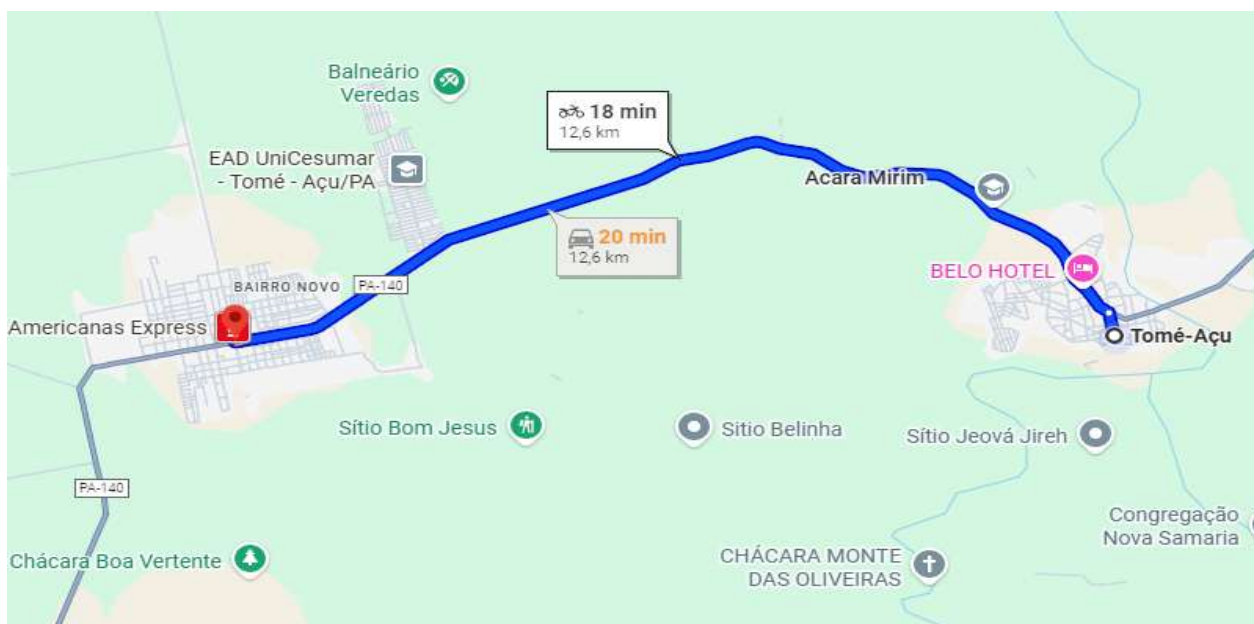 Balneário
Veredas
18 min
12,6 km
EAD UniCesumar
- Tomé - Açu/PA
Acara Mirim
20 min
12,6 km
BELO HOTEL
BAIRRO NOVO
PA-140
Americanas Express
Tomé-Açu
Sítio Bom Jesus
Sitio Belinha
Sítio Jeová Jireh
PA-140
Congregação
Nova Samaria
Chácara Boa Vertente
CHÁCARA MONTE
DAS OLIVEIRAS